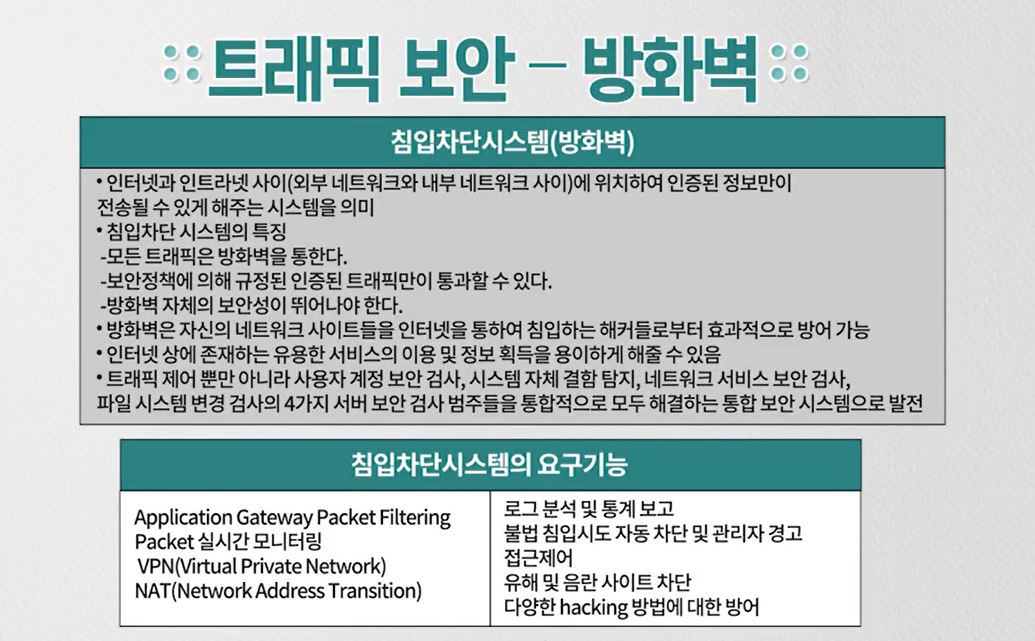 트래픽 보안 – 방화벽
침입차단시스템(방화벽)
• 인터넷과 인트라넷 사이(외부 네트워크와 내부 네트워크 사이)에 위치하여 인증된 정보만이
전송될 수 있게 해주는 시스템을 의미
• 침입차단 시스템의 특징
-모든 트래픽은 방화벽을 통한다.
-보안정책에 의해 규정된 인증된 트래픽만이 통과할 수 있다.
-방화벽 자체의 보안성이 뛰어나야 한다.
• 방화벽은 자신의 네트워크 사이트들을 인터넷을 통하여 침입하는 해커들로부터 효과적으로 방어 가능
• 인터넷 상에 존재하는 유용한 서비스의 이용 및 정보 획득을 용이하게 해줄 수 있음
• 트래픽 제어 뿐만 아니라 사용자 계정 보안 검사, 시스템 자체 결함 탐지, 네트워크 서비스 보안 검사,
파일 시스템 변경 검사의 4가지 서버 보안 검사 범주들을 통합적으로 모두 해결하는 통합 보안 시스템으로 발전
침입차단시스템의 요구기능
Application Gateway Packet Filtering
Packet 실시간 모니터링
VPN(Virtual Private Network)
NAT(Network Address Transition)
로그 분석 및 통계 보고
불법 침입시도 자동 차단 및 관리자 경고
접근제어
유해 및 음란 사이트 차단
다양한 hacking 방법에 대한 방어